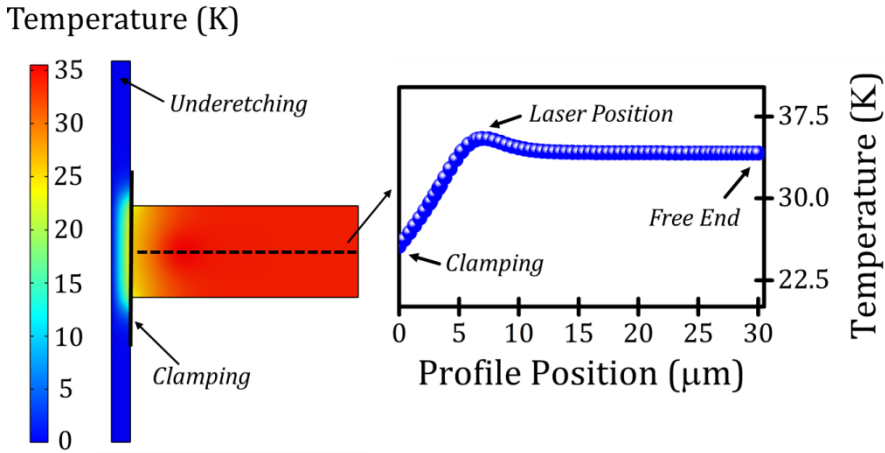 Temperature (K)
35
30
25
20
15
10
5
0
Underetching
Clamping
Laser Position
Free End
Clamping
37.5
30.0
22.5
Temperature (K)
0 5 10 15 20 25 30
Profile Position (μm)